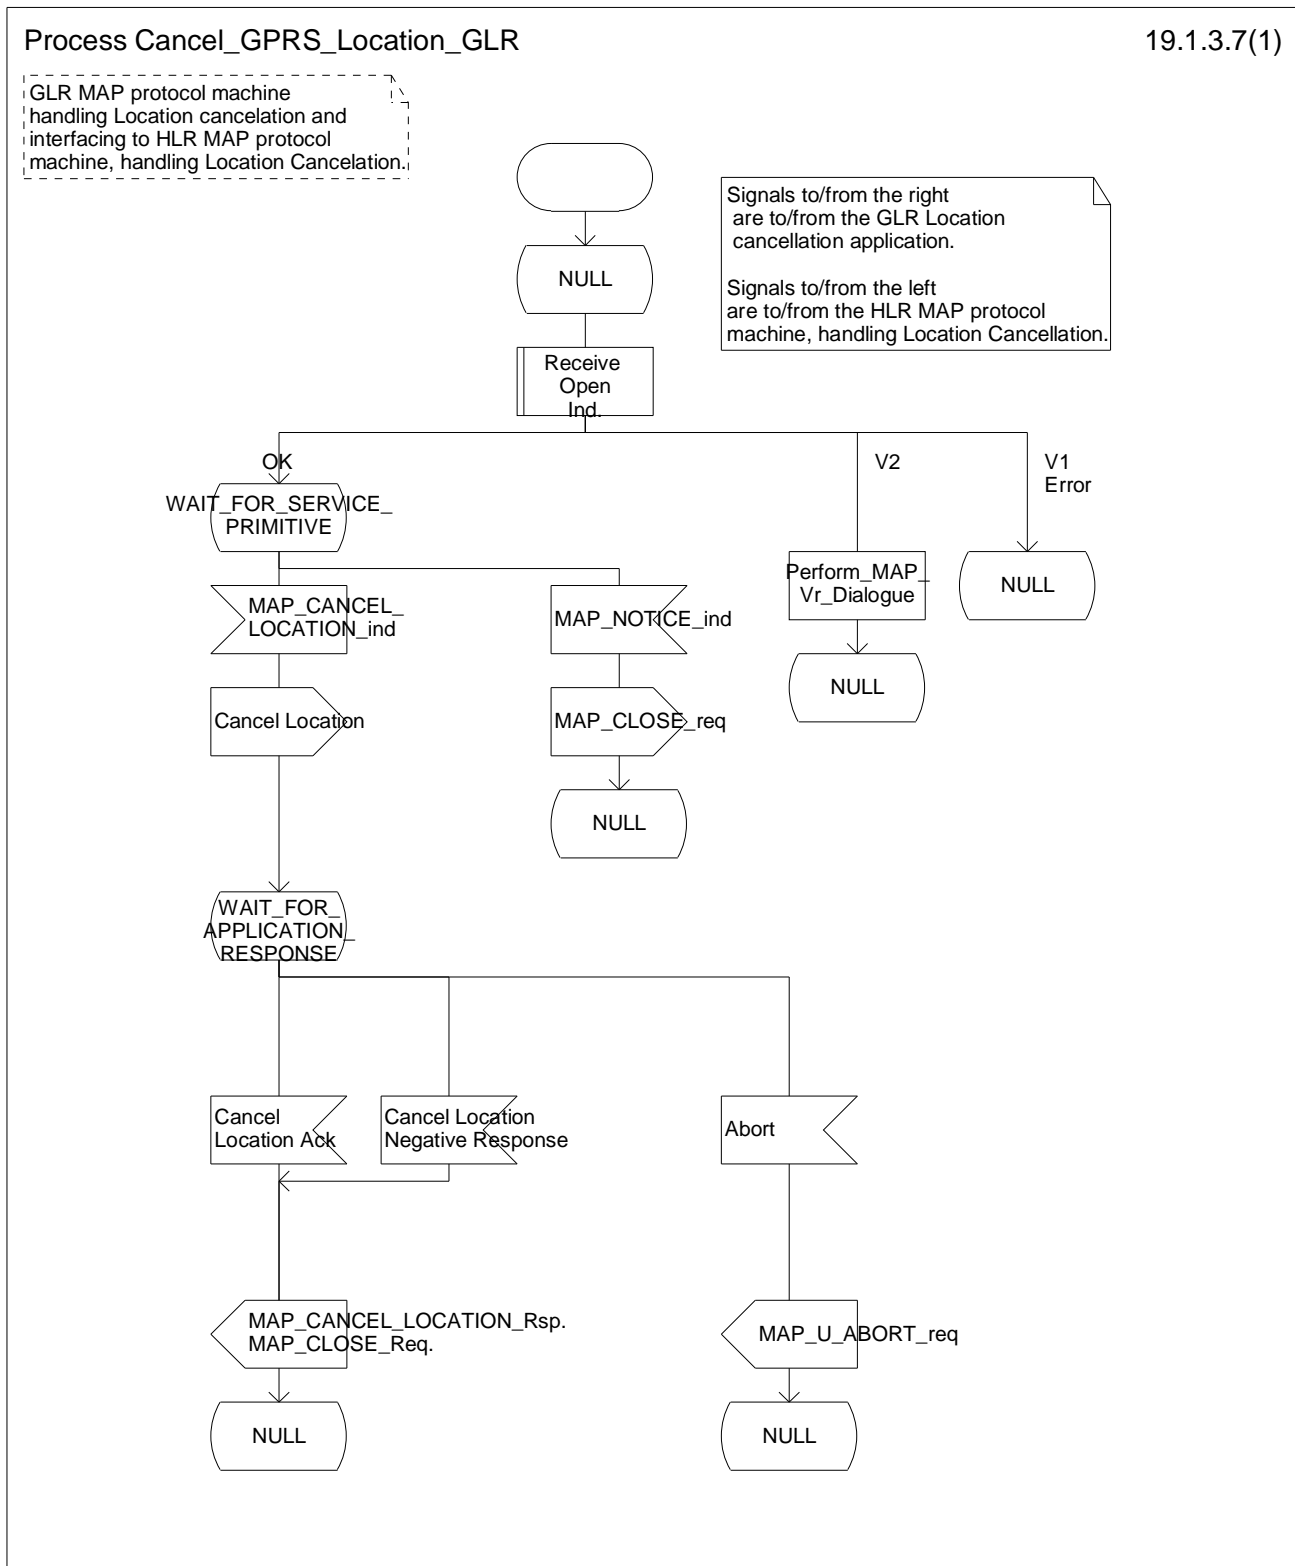 Process Cancel_GPRS_Location_GLR
19.1.3.7(1)
GLR MAP protocol machine
handling Location cancelation and
interfacing to HLR MAP protocol
machine, handling Location Cancelation.
Signals to/from the right
are to/from the GLR Location
cancellation application.
Signals to/from the left
are to/from the HLR MAP protocol
machine, handling Location Cancellation.
NULL
Receive
Open
Ind.
OK
V2
V1
Error
WAIT_FOR_SERVICE_
PRIMITIVE
Perform_MAP_
Vr_Dialogue
NULL
MAP_CANCEL_
LOCATION_ind
MAP_NOTICE_ind
NULL
Cancel Location
MAP_CLOSE_req
NULL
WAIT_FOR_
APPLICATION_
RESPONSE
Cancel
Location Ack
Cancel Location
Negative Response
Abort
MAP_CANCEL_LOCATION_Rsp.
MAP_CLOSE_Req.
MAP_U_ABORT_req
NULL
NULL